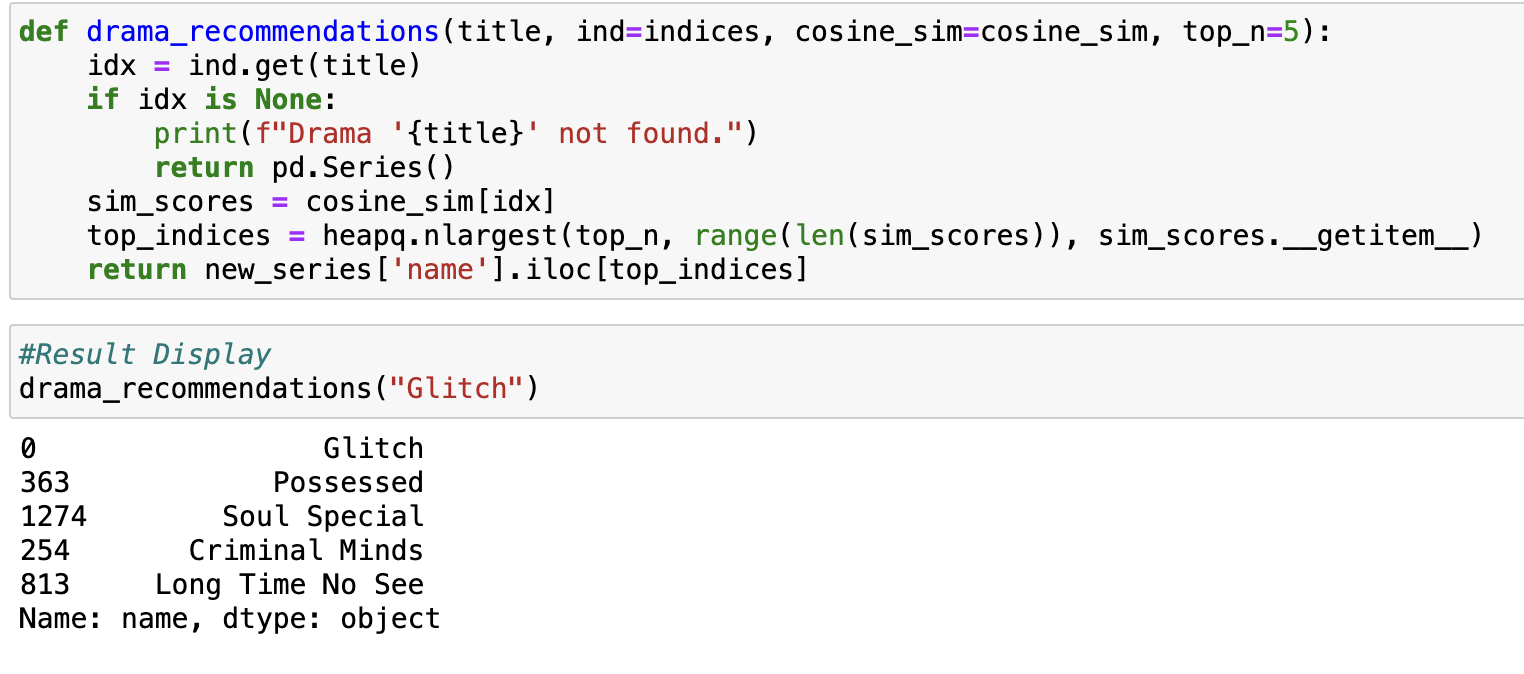 def drama_recommendations(title, ind=indices, cosine_sim=cosine_sim, top_n=5):
    idx = ind.get(title)
    if idx is None:
        print(f"Drama '{title}' not found.")
        return pd.Series()
    sim_scores = cosine_sim[idx]
    top_indices = heapq.nlargest(top_n, range(len(sim_scores)), sim_scores.__getitem__)
    return new_series['name'].iloc[top_indices]
#Result Display
drama_recommendations("Glitch")
0                 Glitch
363            Possessed
1274        Soul Special
254       Criminal Minds
813     Long Time No See
Name: name, dtype: object